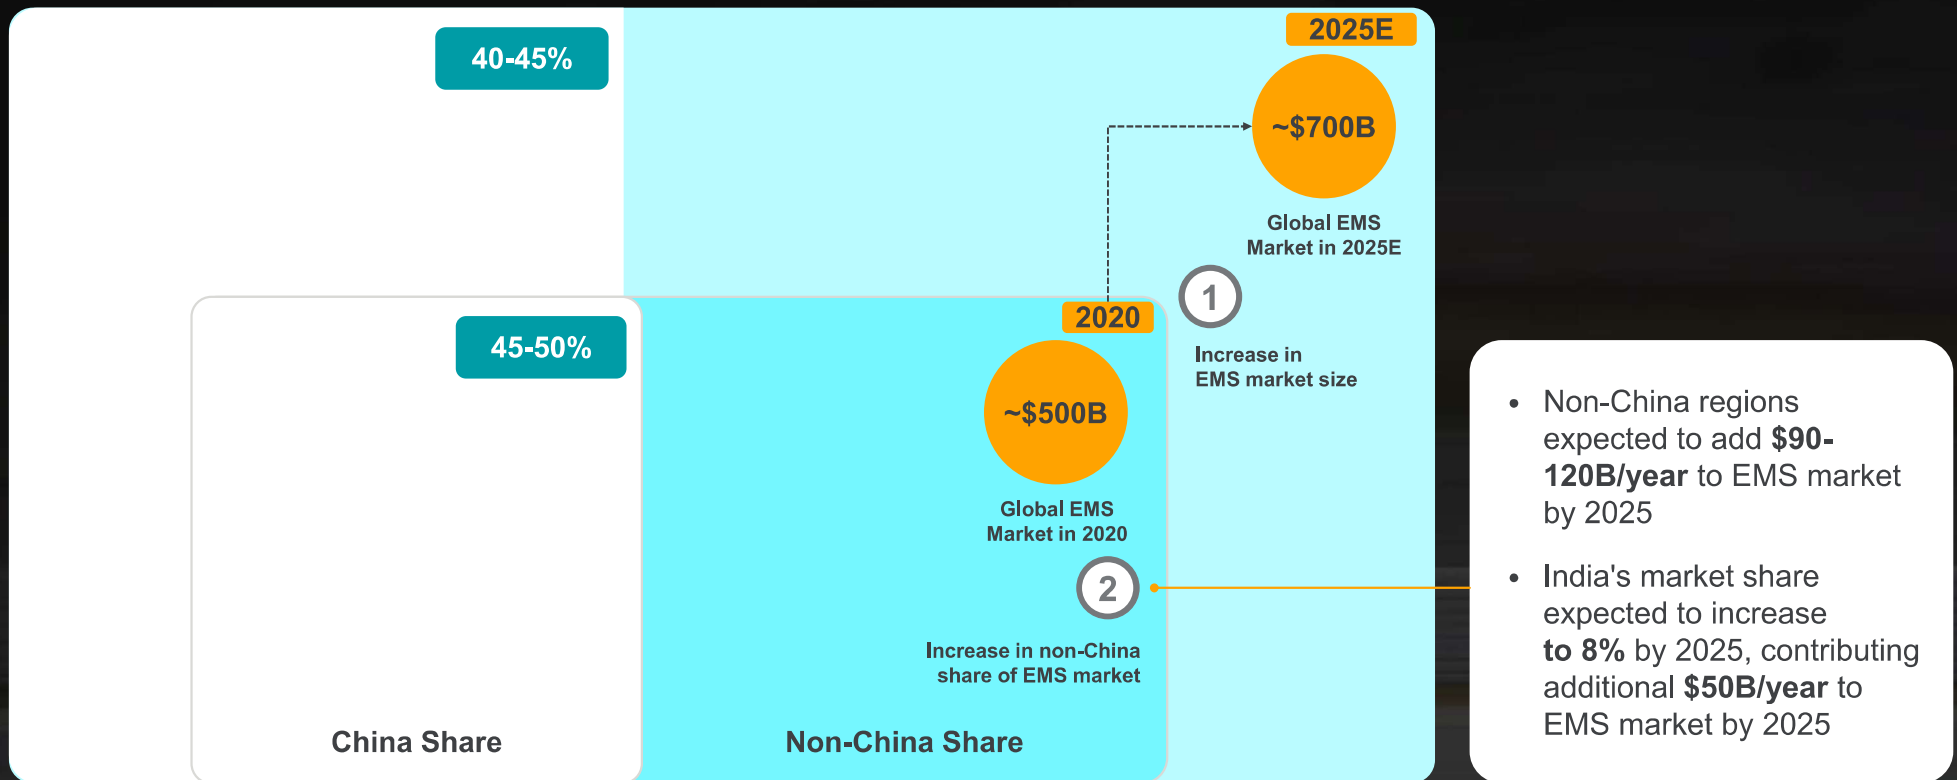 40-45%
2025E
~$700B
Global EMS
Market in 2025E
1
Increase in
EMS market size
45-50%
2020
~$500B
Global EMS
Market in 2020
2
Increase in non-China
share of EMS market
China Share
Non-China Share
• Non-China regions
expected to add $90-
120B/year to EMS market
by 2025
• India's market share
expected to increase
to 8% by 2025, contributing
additional $50B/year to
EMS market by 2025